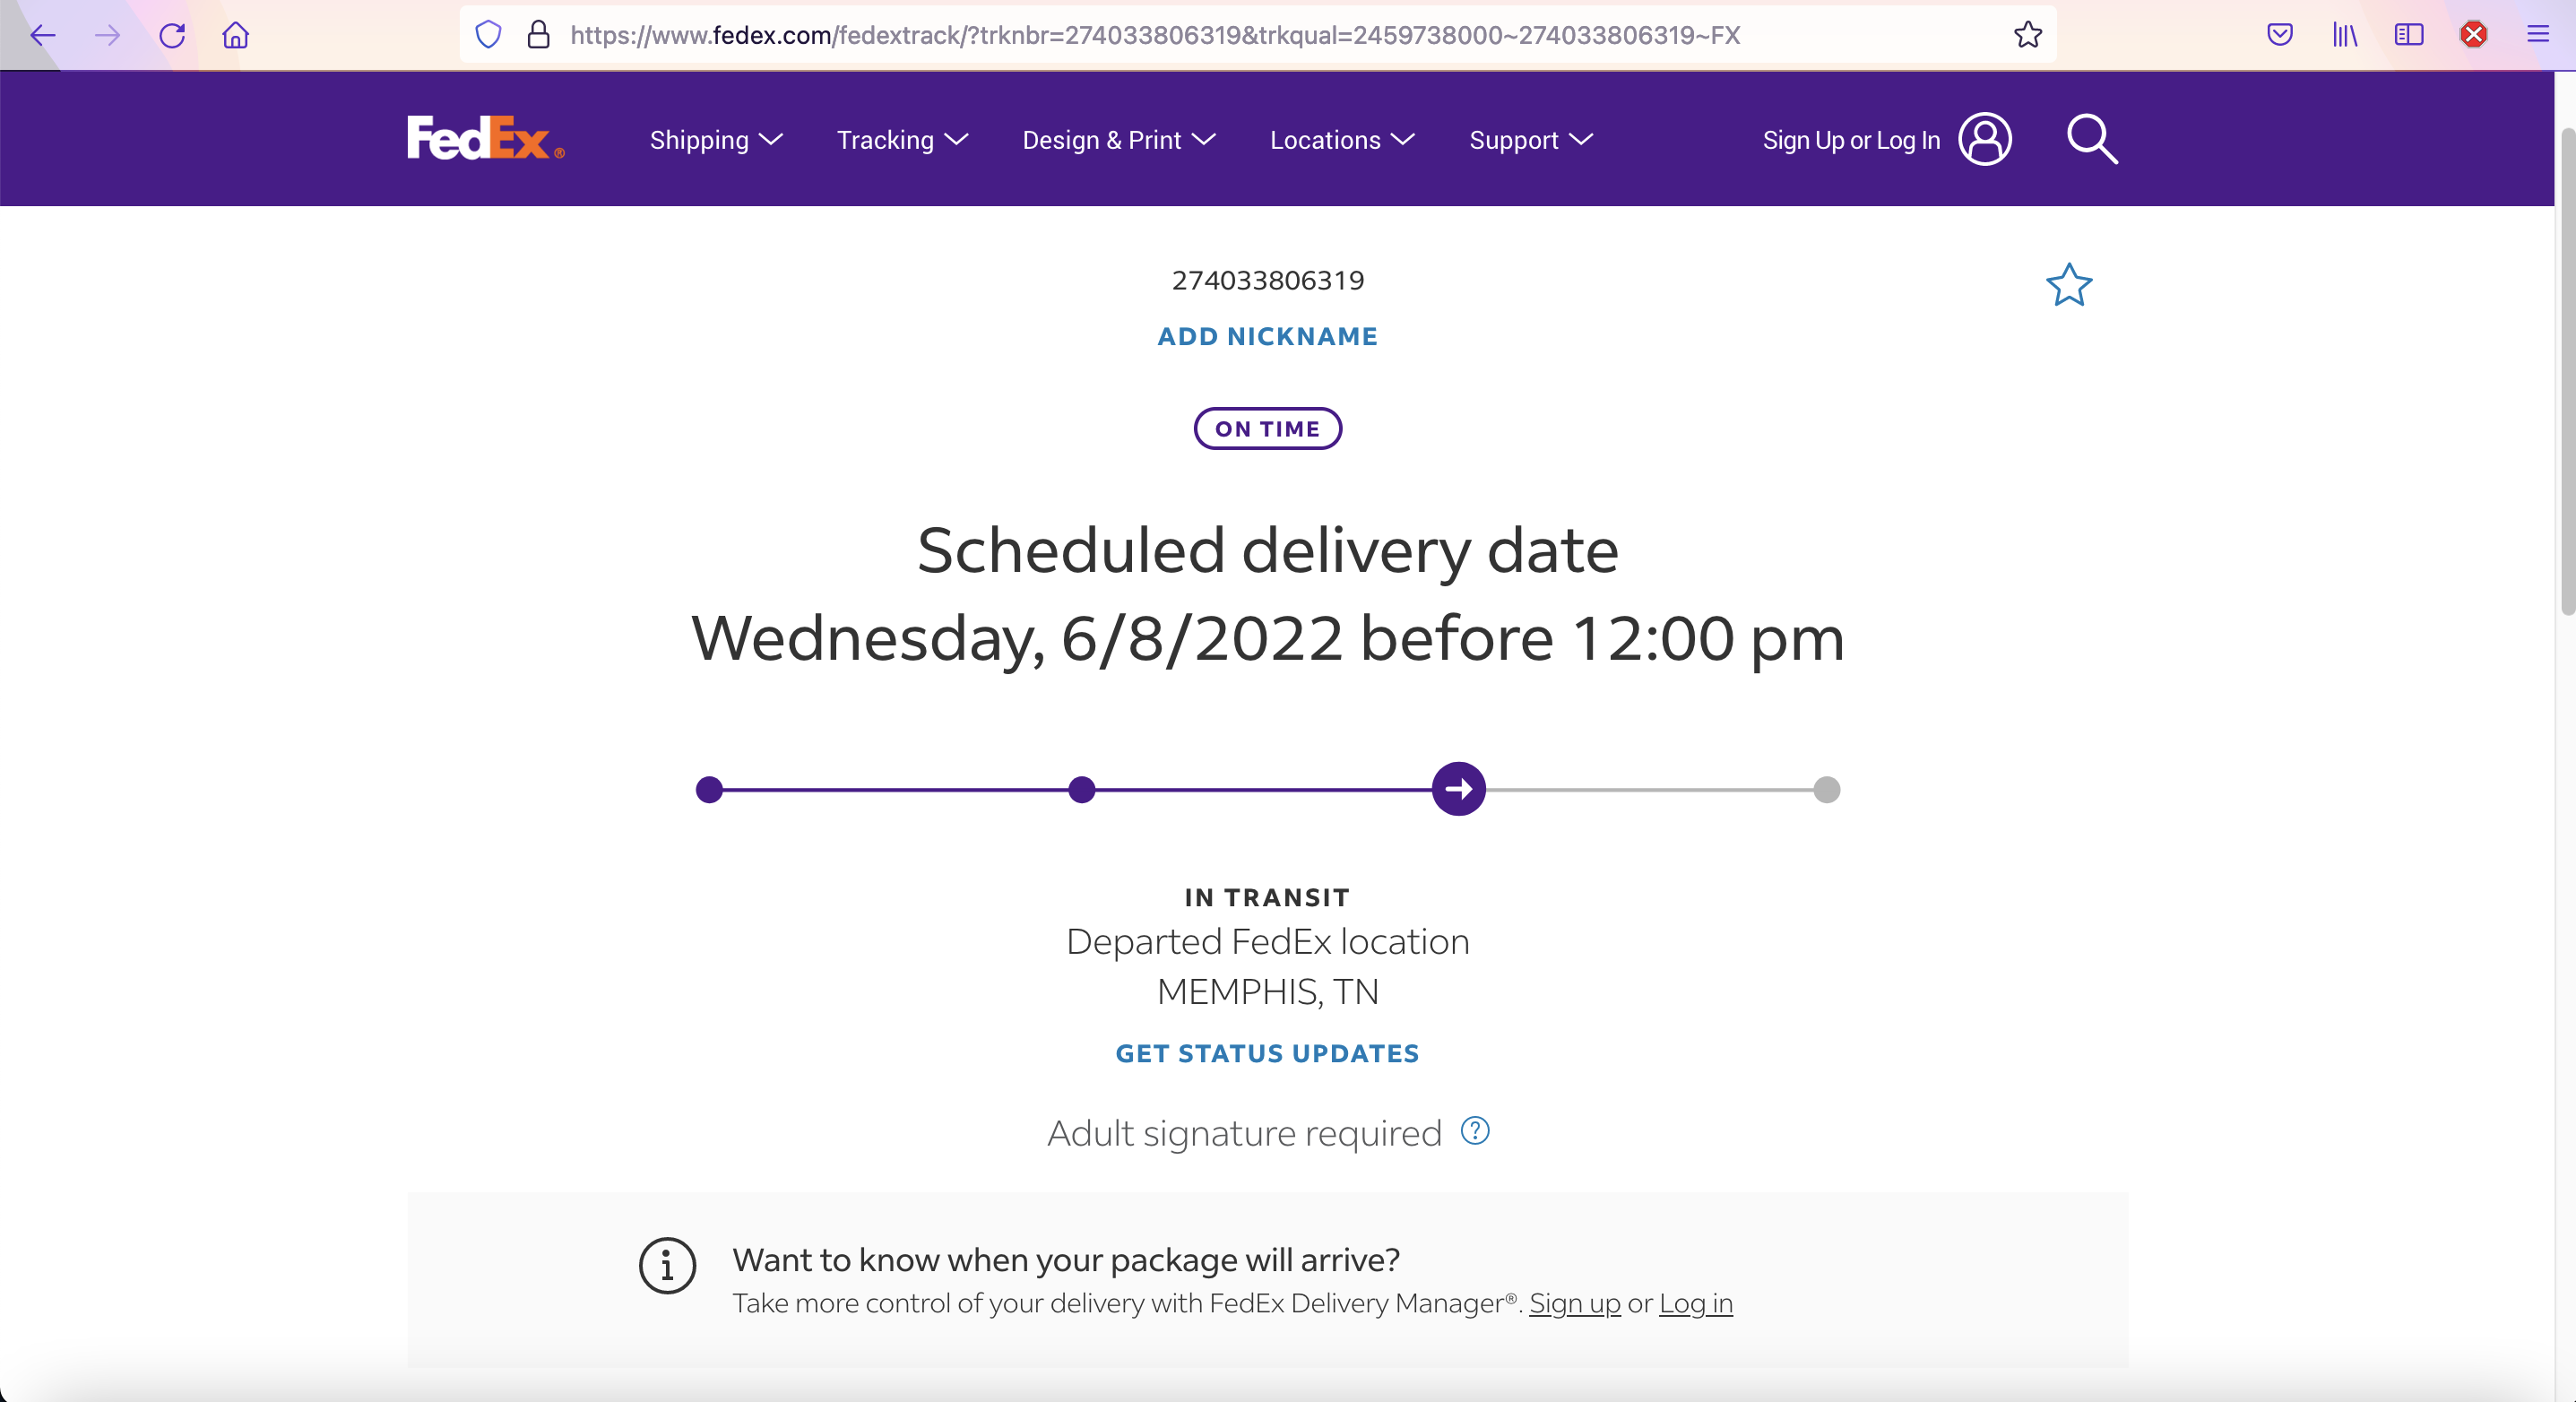 https://www.fedex.com/fedextrack/?trknbr=274033806319&trkqual=2459738000~274033806319~FX
FedEx® Shipping Tracking Design & Print Locations Support Sign Up or Log In
274033806319
ADD NICKNAME
ON TIME
Scheduled delivery date
Wednesday, 6/8/2022 before 12:00 pm
IN TRANSIT
Departed FedEx location
MEMPHIS, TN
GET STATUS UPDATES
Adult signature required ?
Want to know when your package will arrive?
Take more control of your delivery with FedEx Delivery Manager®. Sign up or Log in